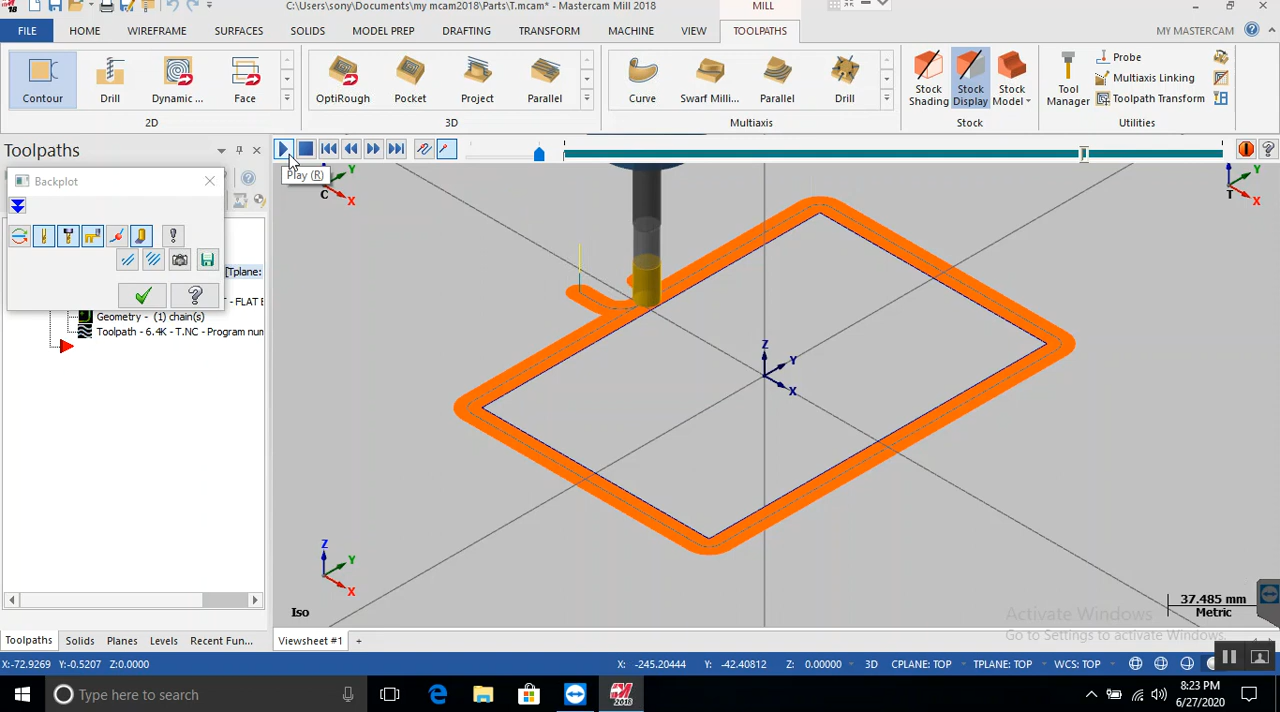 C:\Users\sony\Documents\my mcam2018\Parts\T.mcam* - Mastercam Mill 2018
MILL
FILE HOME WIREFRAME SURFACES SOLIDS MODEL PREP DRAFTING TRANSFORM MACHINE VIEW TOOLPATHS MY MASTERCAM
Contour Drill Dynamic ... Face
OptiRough Pocket Project Parallel
Curve Swarf Milli... Parallel Drill
Stock Shading Stock Display Stock Model
Tool Manager
Probe
Multiaxis Linking
Toolpath Transform
2D 3D Multiaxis Stock Utilities
Toolpaths
Play (R)
Backplot
C
X
Y
T
X
Y
[Tplane:
- FLAT E
Geometry - (1) chain(s)
Toolpath - 6.4K - T.NC - Program num
Z
Y
X
Z
Y
X
Iso
37.485 mm
Metric
Activate Windows
Go to Settings to activate Windows.
Toolpaths Solids Planes Levels Recent Fun...
Viewsheet #1 +
X:-72.9269 Y:-0.5207 Z:0.0000 X: -245.20444 Y: -42.40812 Z: 0.00000 3D CPLANE: TOP TPLANE: TOP WCS: TOP
Type here to search
2018
8:23 PM
6/27/2020